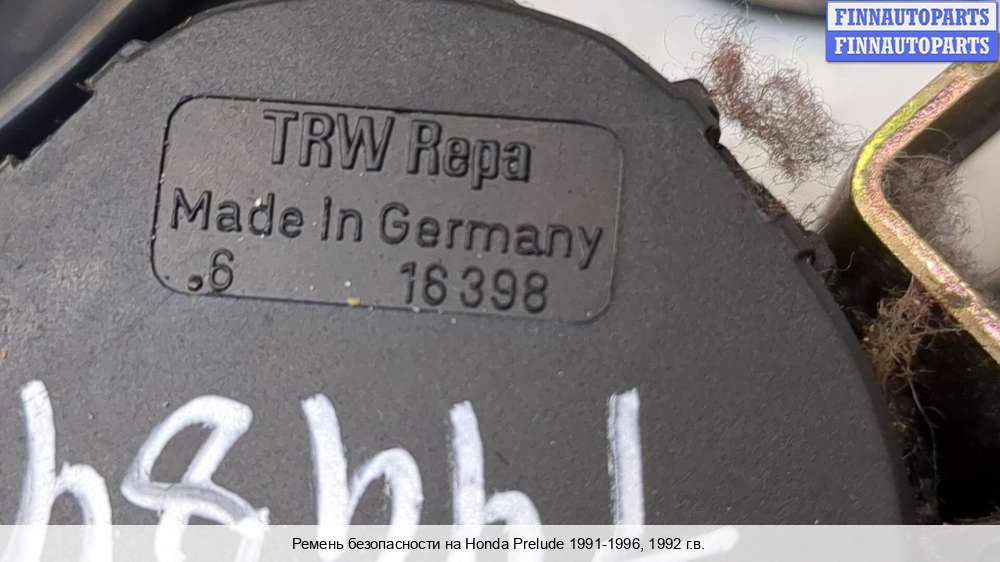 FINNAUTOPARTS
FINNAUTOPARTS
TRW Repa
Made In Germany
.6 16398
Ремень безопасности на Honda Prelude 1991-1996, 1992 г.в.